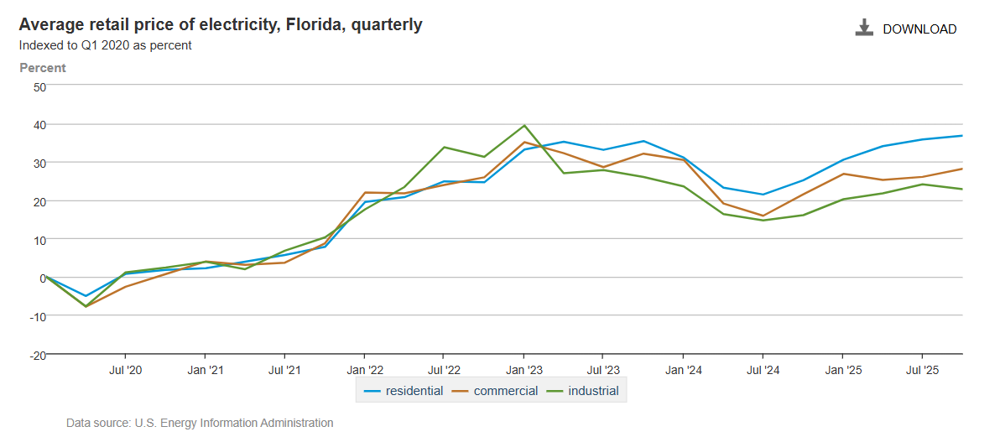 Average retail price of electricity, Florida, quarterly
DOWNLOAD
Indexed to Q1 2020 as percent
Percent
50
40
30
20
10
0
-10
-20
Jul '20 Jan '21 Jul '21 Jan '22 Jul '22 Jan '23 Jul '23 Jan '24 Jul '24 Jan '25 Jul '25
residential commercial industrial
Data source: U.S. Energy Information Administration